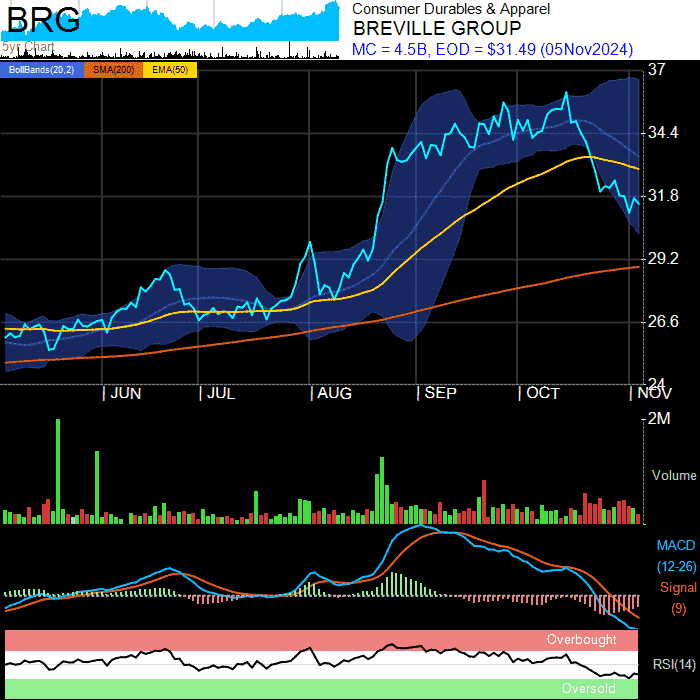 BRG
5yr Chart
Consumer Durables & Apparel
BREVILLE GROUP
MC = 4.5B, EOD = $31.49 (05Nov2024)
BollBands(20,2) SMA(200) EMA(50)
37
34.4
31.8
29.2
26.6
24
JUN JUL AUG SEP OCT NOV
2M
Volume
MACD
(12-26)
Signal
(9)
Overbought
RSI(14)
Oversold